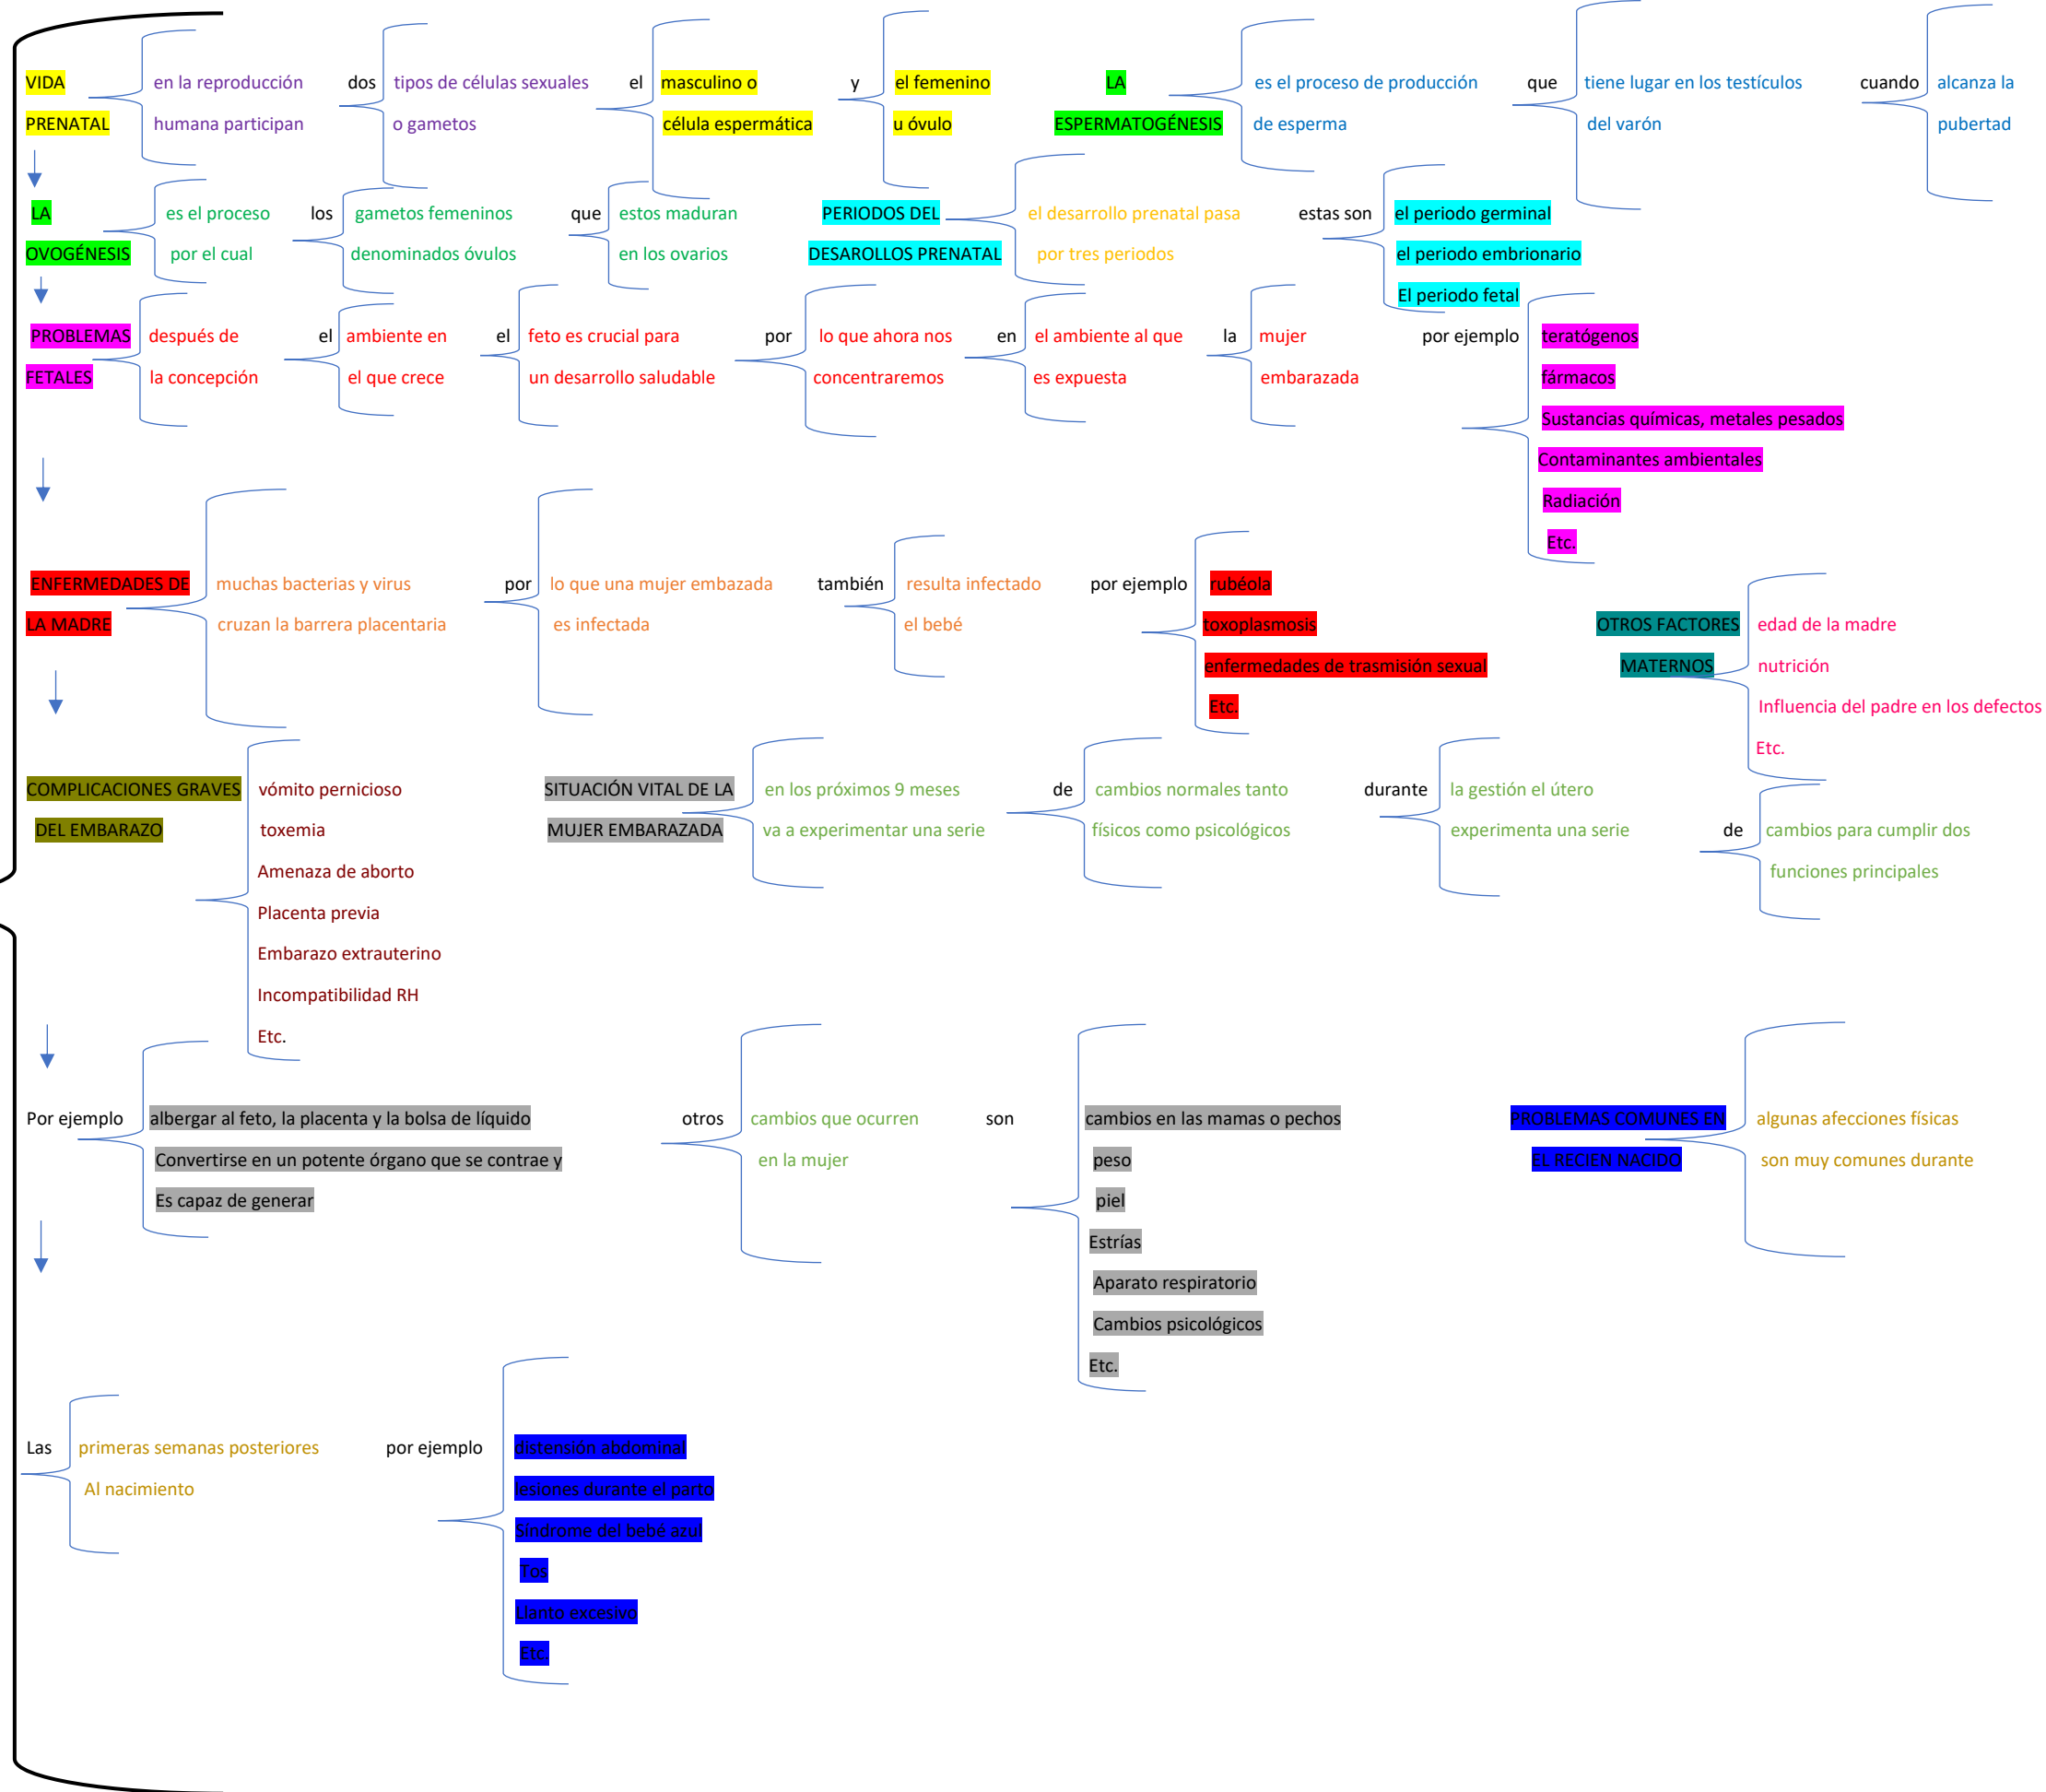 VIDA en la reproducción dos tipos de células sexuales el masculino o y el femenino LA es el proceso de producción que tiene lugar en los testículos cuando alcanza la
PRENATAL humana participan o gametos célula espermática u óvulo ESPERMATOGÉNESIS de esperma del varón pubertad
LA es el proceso los gametos femeninos que estos maduran PERIODOS DEL el desarrollo prenatal pasa estas son el periodo germinal
OVOGÉNESIS por el cual denominados óvulos en los ovarios DESAROLLOS PRENATAL por tres periodos el periodo embrionario
El periodo fetal
PROBLEMAS después de el ambiente en el feto es crucial para por lo que ahora nos en el ambiente al que la mujer por ejemplo teratógenos
FETALES la concepción el que crece un desarrollo saludable concentraremos es expuesta embarazada fármacos
Sustancias químicas, metales pesados
Contaminantes ambientales
Radiación
Etc.
ENFERMEDADES DE muchas bacterias y virus por lo que una mujer embazada también resulta infectado por ejemplo rubéola
LA MADRE cruzan la barrera placentaria es infectada el bebé toxoplasmosis OTROS FACTORES edad de la madre
enfermedades de trasmisión sexual MATERNOS nutrición
Etc. Influencia del padre en los defectos
Etc.
COMPLICACIONES GRAVES vómito pernicioso SITUACIÓN VITAL DE LA en los próximos 9 meses de cambios normales tanto durante la gestión el útero
DEL EMBARAZO toxemia MUJER EMBARAZADA va a experimentar una serie físicos como psicológicos experimenta una serie de cambios para cumplir dos
Amenaza de aborto funciones principales
Placenta previa
Embarazo extrauterino
Incompatibilidad RH
Etc.
Por ejemplo albergar al feto, la placenta y la bolsa de líquido otros cambios que ocurren son cambios en las mamas o pechos PROBLEMAS COMUNES EN algunas afecciones físicas
Convertirse en un potente órgano que se contrae y en la mujer peso EL RECIEN NACIDO son muy comunes durante
Es capaz de generar piel
Estrías
Aparato respiratorio
Cambios psicológicos
Etc.
Las primeras semanas posteriores por ejemplo distensión abdominal
Al nacimiento lesiones durante el parto
Síndrome del bebé azul
Tos
Llanto excesivo
Etc.